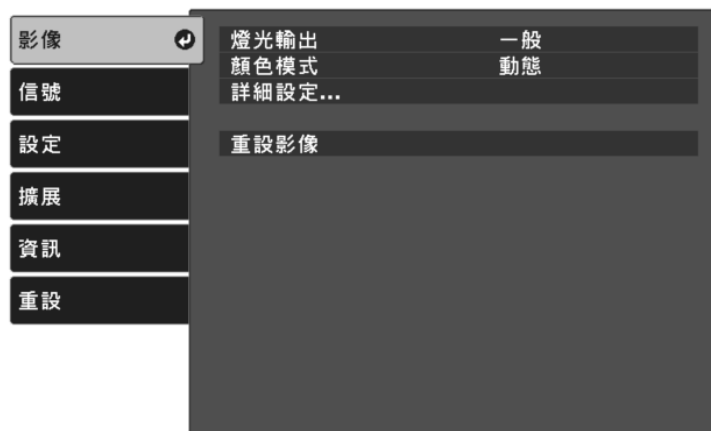 影像
信號
設定
擴展
資訊
重設
燈光輸出 一般
顏色模式 動態
詳細設定...
重設影像